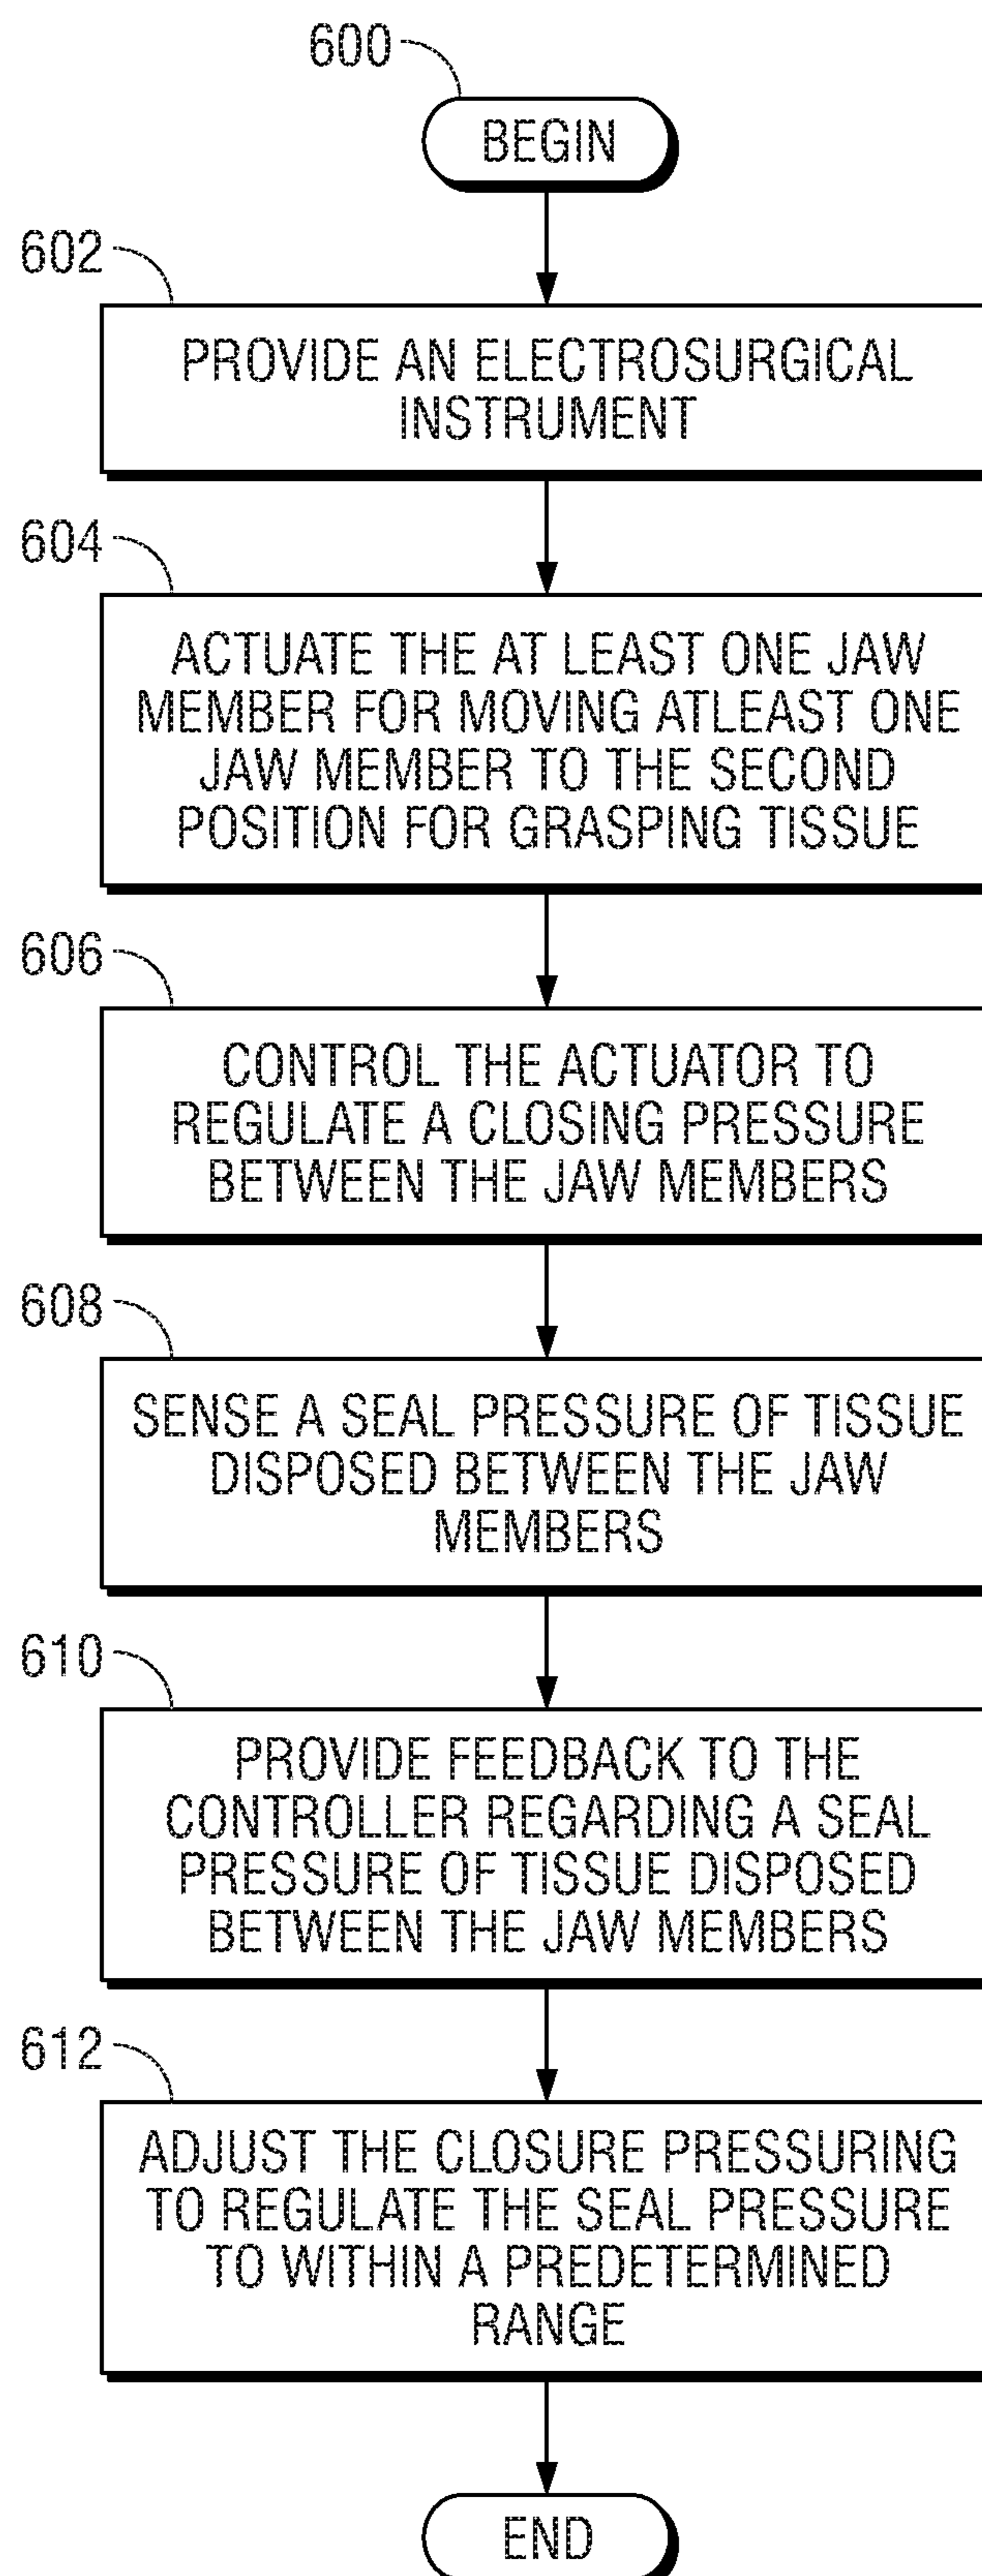 600
BEGIN
602
PROVIDE AN ELECTROSURGICAL
INSTRUMENT
604
ACTUATE THE AT LEAST ONE JAW
MEMBER FOR MOVING ATLEAST ONE
JAW MEMBER TO THE SECOND
POSITION FOR GRASPING TISSUE
606
CONTROL THE ACTUATOR TO
REGULATE A CLOSING PRESSURE
BETWEEN THE JAW MEMBERS
608
SENSE A SEAL PRESSURE OF TISSUE
DISPOSED BETWEEN THE JAW
MEMBERS
610
PROVIDE FEEDBACK TO THE
CONTROLLER REGARDING A SEAL
PRESSURE OF TISSUE DISPOSED
BETWEEN THE JAW MEMBERS
612
ADJUST THE CLOSURE PRESSURING
TO REGULATE THE SEAL PRESSURE
TO WITHIN A PREDETERMINED
RANGE
END